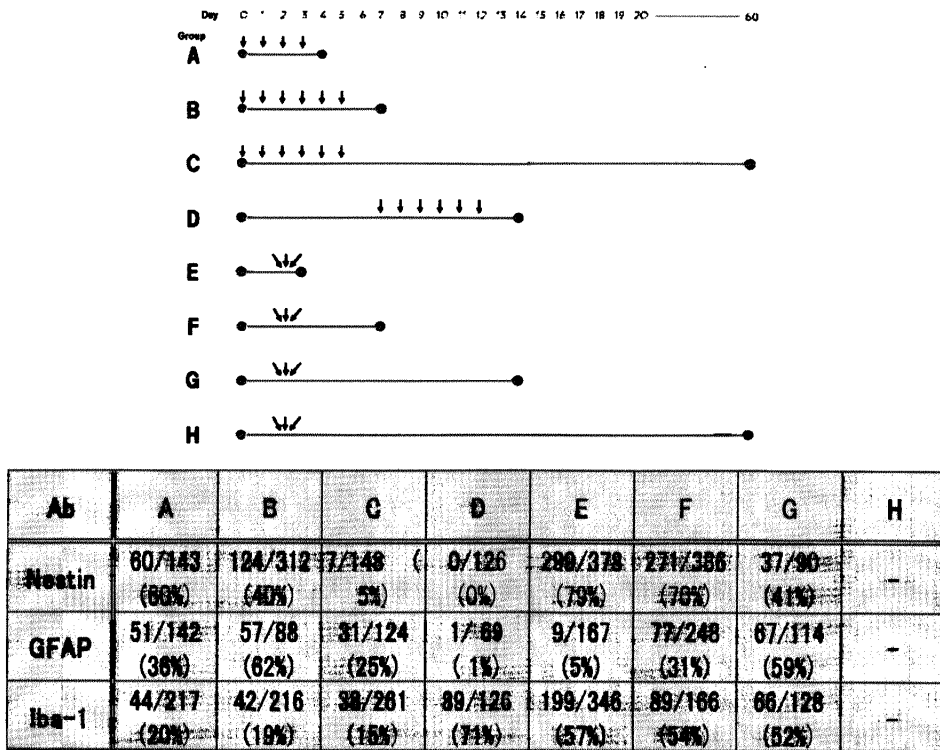 Day 0 1 2 3 4 5 6 7 8 9 10 11 12 13 14 15 16 17 18 19 20 60
Group
A
B
C
D
E
F
G
H
Ab A B C D E F G H
Nestin 60/143 124/312 7/148 ( 0/126 299/378 271/386 37/90 -
(60%) (40%) 5%) (0%) (79%) (70%) (41%)
GFAP 51/142 57/88 31/124 1/69 9/167 77/248 67/114 -
(36%) (62%) (25%) ( 1%) (5%) (31%) (59%)
Iba-1 44/217 42/216 38/261 89/126 199/346 89/166 66/128 -
(20%) (19%) (15%) (71%) (57%) (54%) (52%)